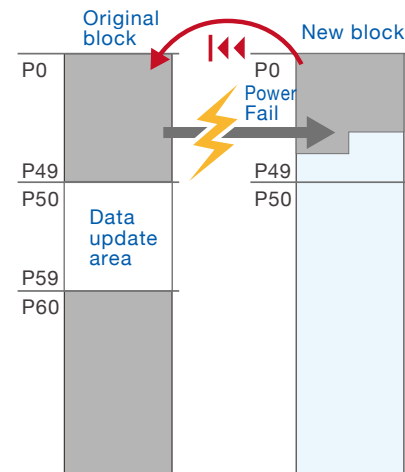 Original
block
New block
P0
P0
Power
Fail
P49
P49
P50
P50
Data
update
area
P59
P60